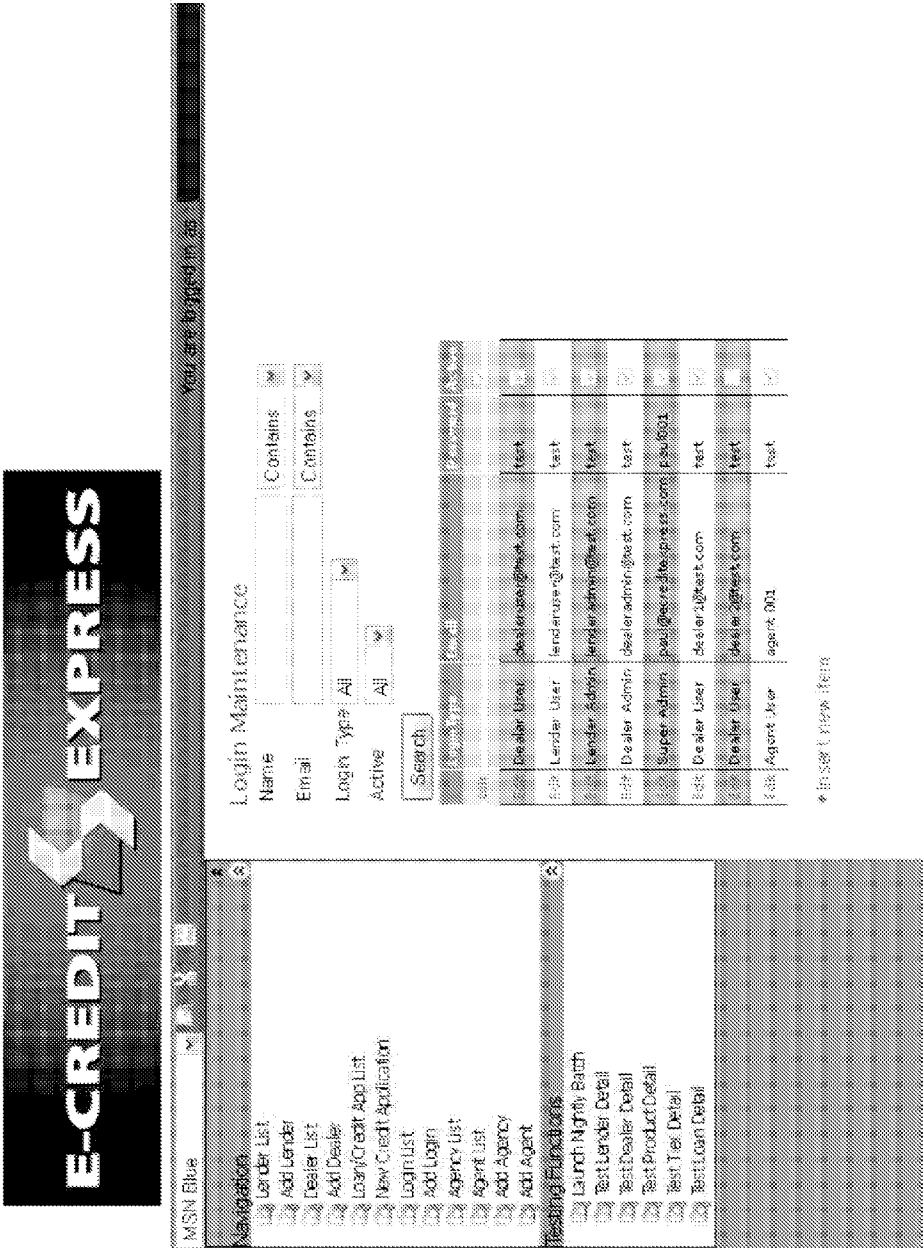 E-CREDIT EXPRESS
MSN Blue
You are logged in as
Navigation
Lender List
Add Lender
Dealer List
Add Dealer
Loan/Credit App List
New Credit Application
Login List
Add Login
Agency List
Agent List
Add Agency
Add Agent
Testing Functions
Launch Nightly Batch
Test Lender Detail
Test Dealer Detail
Test Product Detail
Test Tier Detail
Test Loan Detail
Login Maintenance
Name Contains
Email Contains
Login Type All
Active All
Search
Edit Dealer User dealeruser@test.com test
Edit Lender User lenderuser@test.com test
Edit Lender Admin lenderadmin@test.com test
Edit Dealer Admin dealeradmin@test.com test
Edit Super Admin paul@ecreditexpress.com paul001
Edit Dealer User dealer1@test.com test
Edit Dealer User dealer2@test.com test
Edit Agent User agent 001 test
+ insert new item